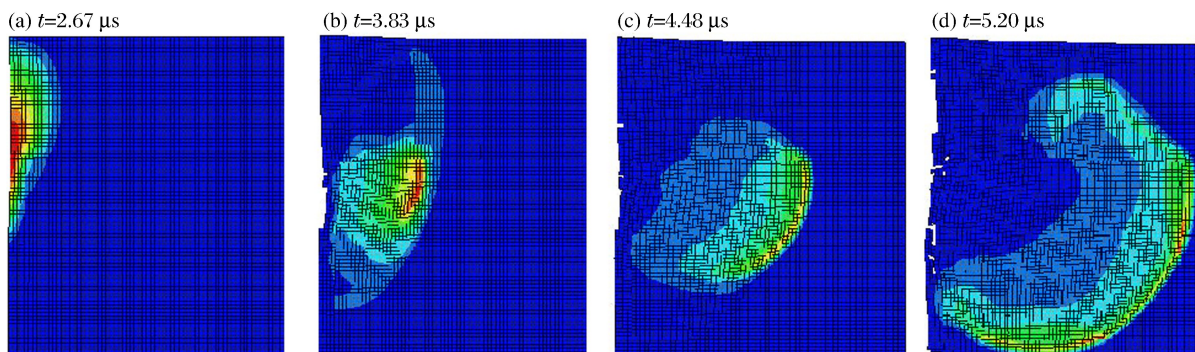 (a) t=2.67 μs
(b) t=3.83 μs
(c) t=4.48 μs
(d) t=5.20 μs